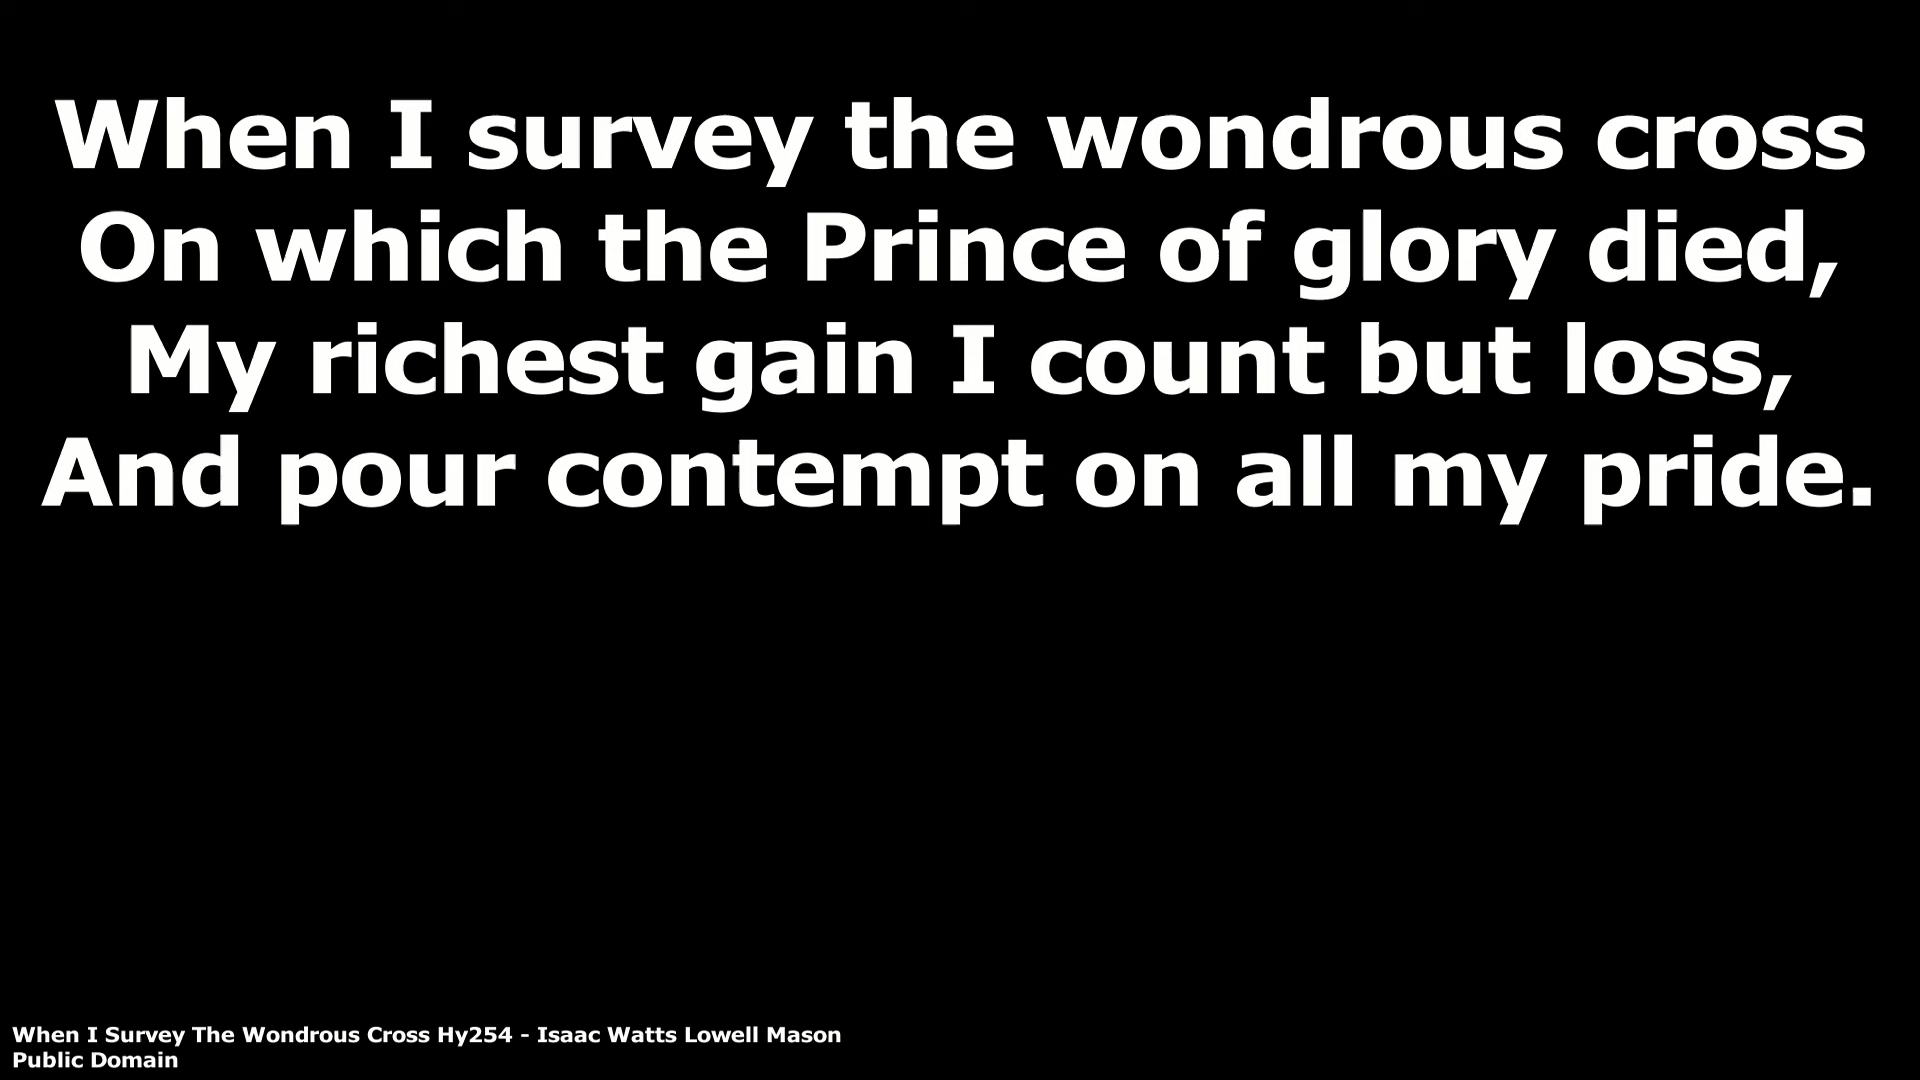 When I survey the wondrous cross
On which the Prince of glory died,
My richest gain I count but loss,
And pour contempt on all my pride.
When I Survey The Wondrous Cross Hy254 - Isaac Watts Lowell Mason
Public Domain